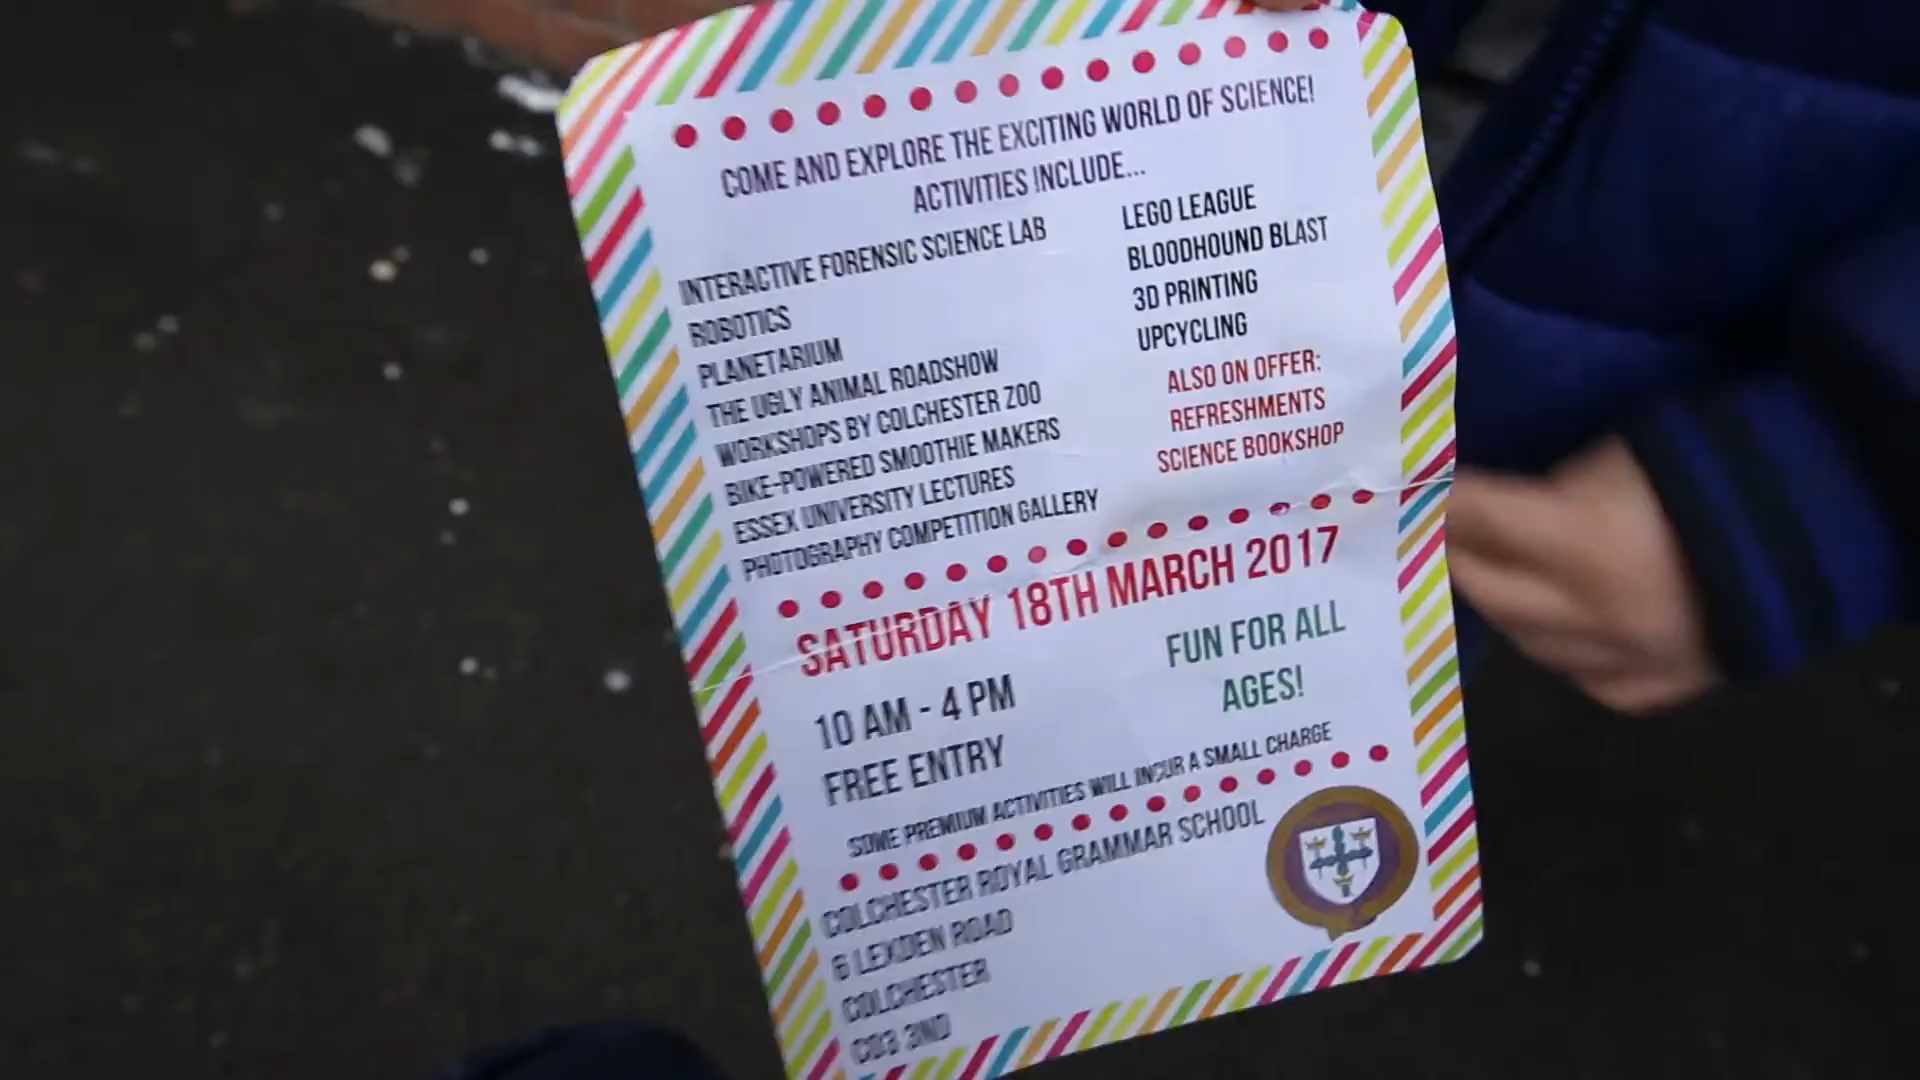 COME AND EXPLORE THE EXCITING WORLD OF SCIENCE!
ACTIVITIES INCLUDE...
INTERACTIVE FORENSIC SCIENCE LAB
ROBOTICS
PLANETARIUM
THE UGLY ANIMAL ROADSHOW
WORKSHOPS BY COLCHESTER ZOO
BIKE-POWERED SMOOTHIE MAKERS
ESSEX UNIVERSITY LECTURES
PHOTOGRAPHY COMPETITION GALLERY
LEGO LEAGUE
BLOODHOUND BLAST
3D PRINTING
UPCYCLING
ALSO ON OFFER:
REFRESHMENTS
SCIENCE BOOKSHOP
SATURDAY 18TH MARCH 2017
10 AM - 4 PM
FREE ENTRY
FUN FOR ALL
AGES!
SOME PREMIUM ACTIVITIES WILL INCUR A SMALL CHARGE
COLCHESTER ROYAL GRAMMAR SCHOOL
6 LEXDEN ROAD
COLCHESTER
CO3 3ND